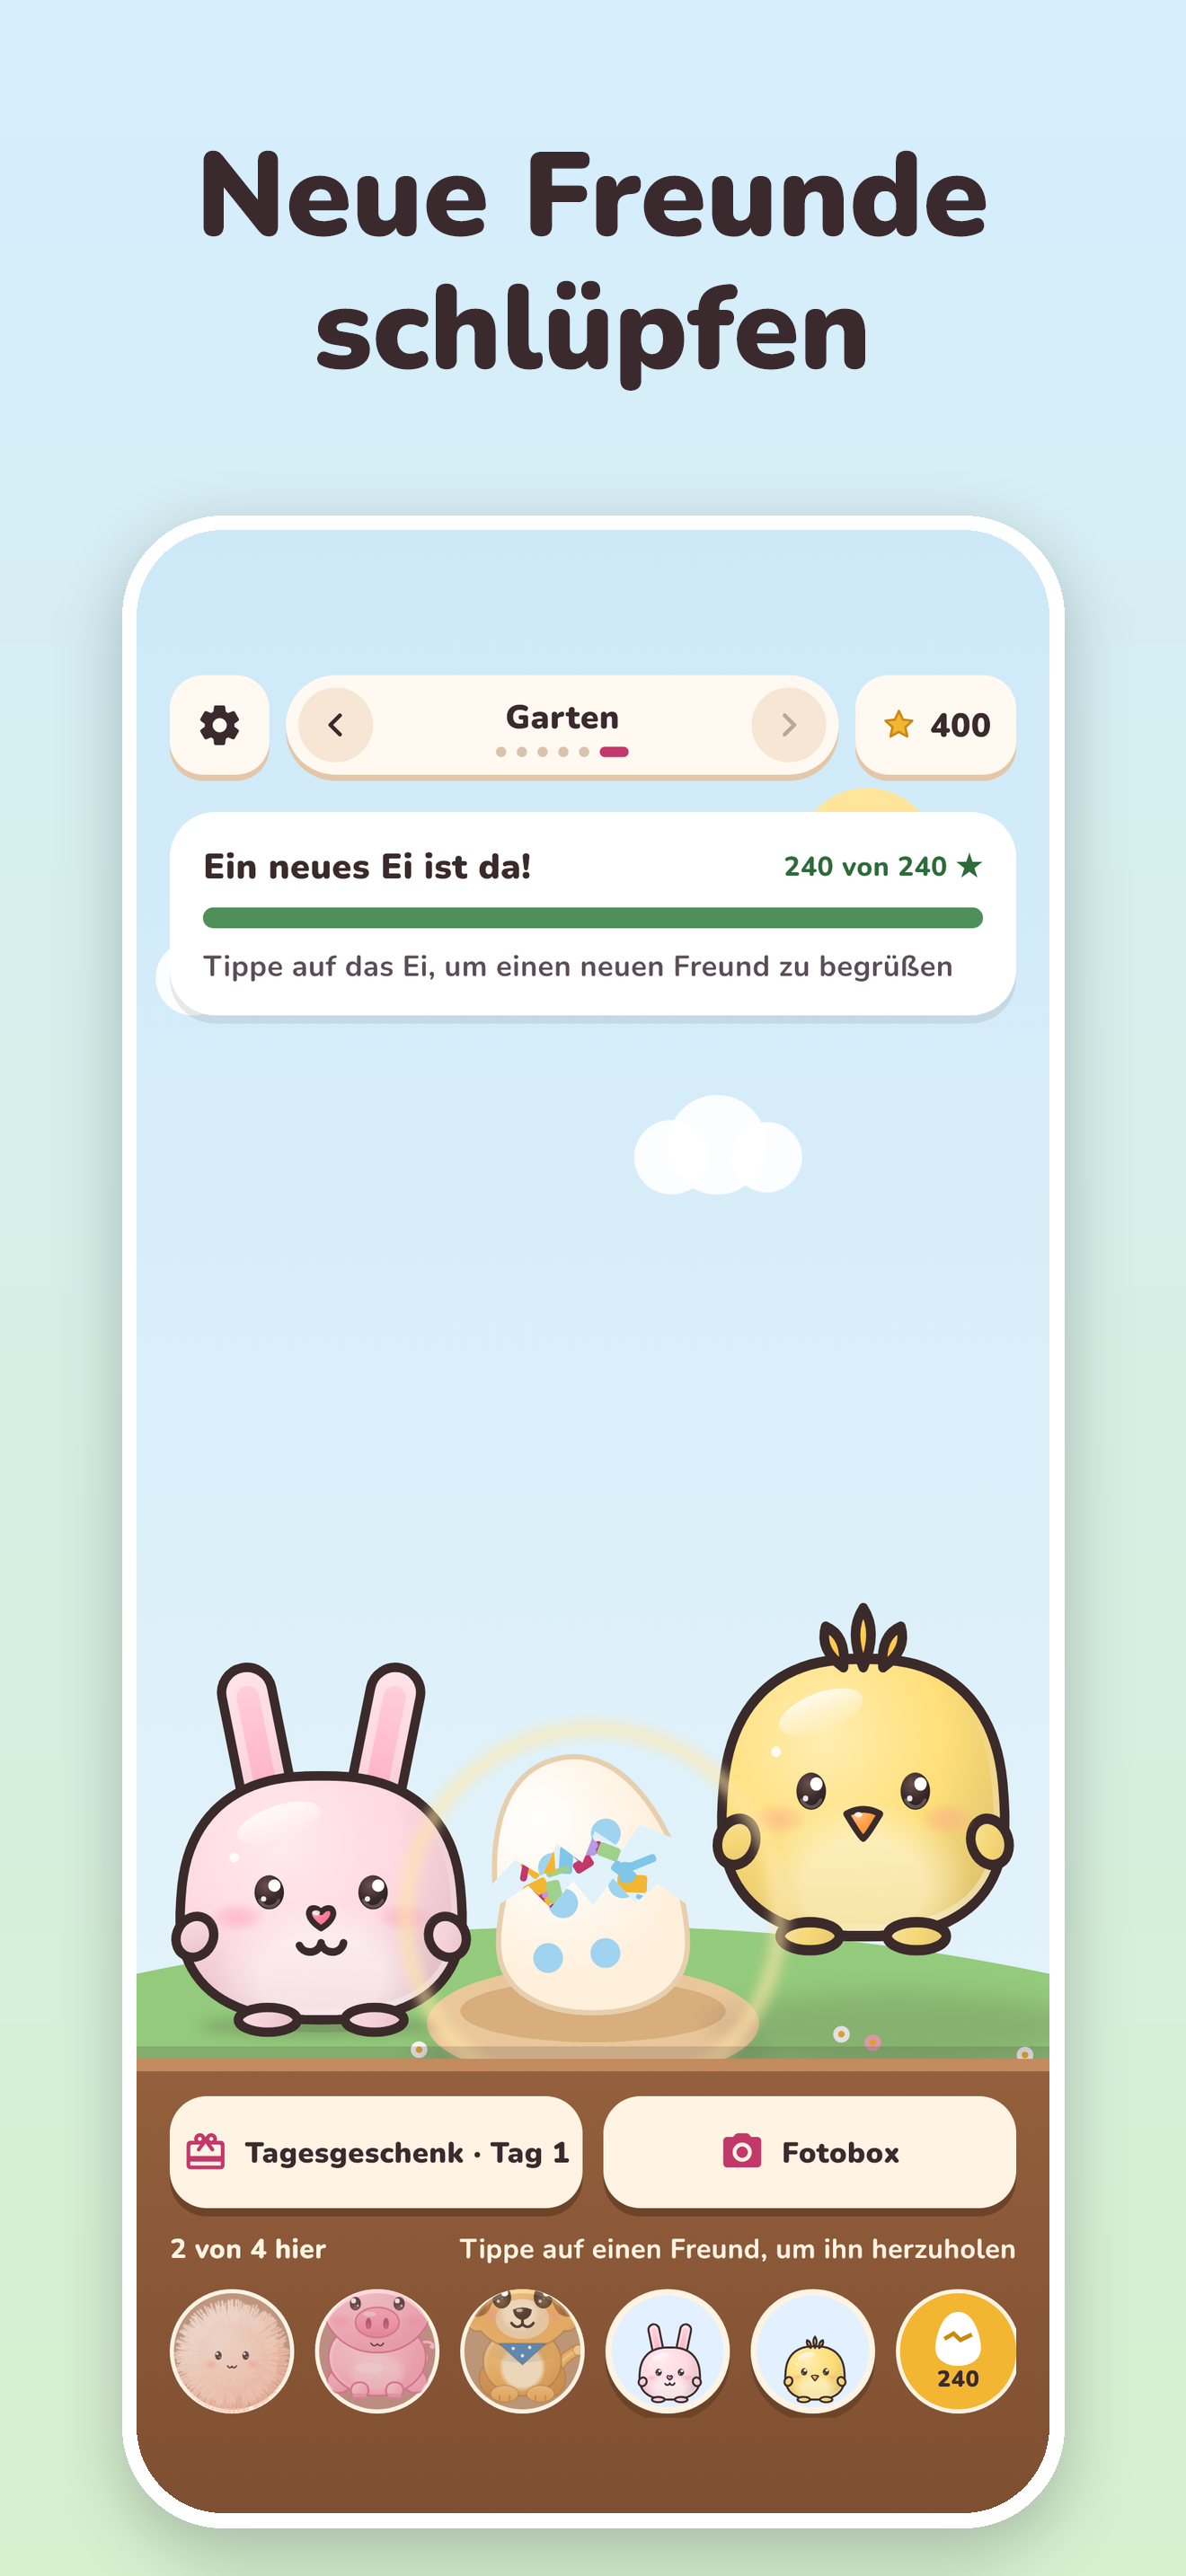 Neue Freunde
schlüpfen
Garten
400
Ein neues Ei ist da!
240 von 240 ★
Tippe auf das Ei, um einen neuen Freund zu begrüßen
Tagesgeschenk · Tag 1
Fotobox
2 von 4 hier
Tippe auf einen Freund, um ihn herzuholen
240